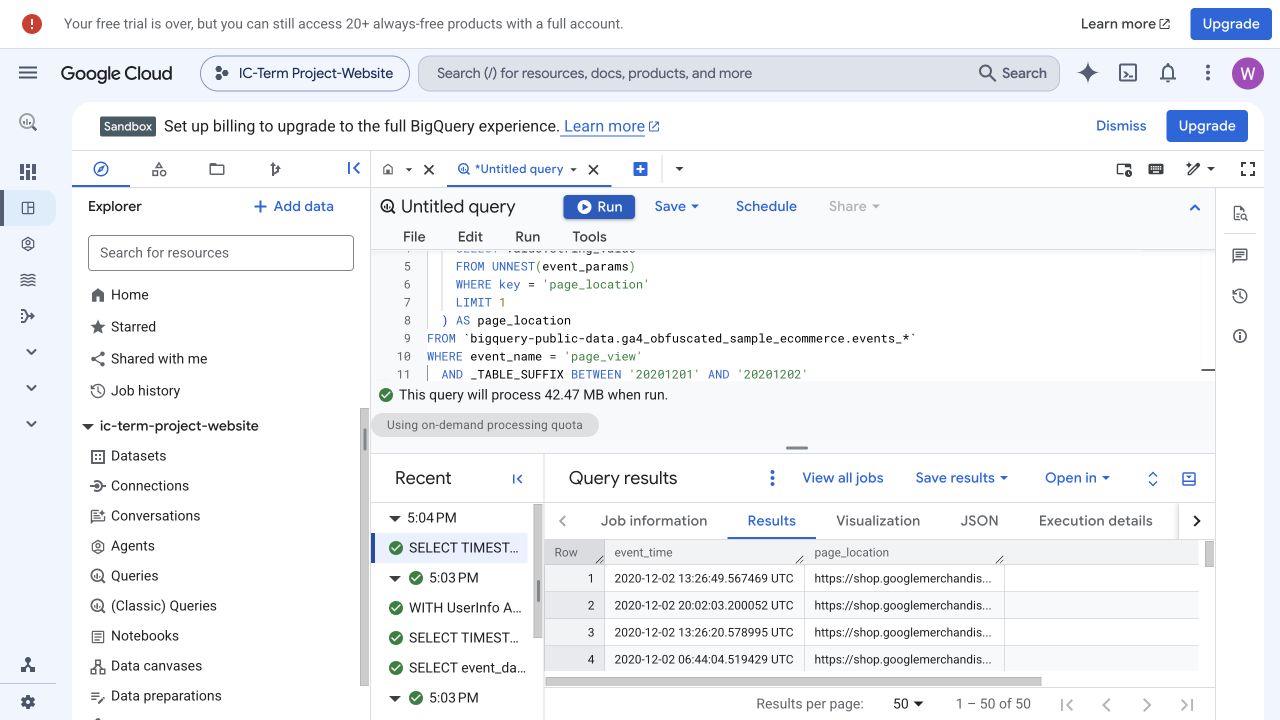 Your free trial is over, but you can still access 20+ always-free products with a full account.
Learn more
Upgrade
Google Cloud
IC-Term Project-Website
Search (/) for resources, docs, products, and more
Search
W
Sandbox
Set up billing to upgrade to the full BigQuery experience. Learn more
Dismiss
Upgrade
*Untitled query
Explorer
Add data
Search for resources
Home
Starred
Shared with me
Job history
ic-term-project-website
Datasets
Connections
Conversations
Agents
Queries
(Classic) Queries
Notebooks
Data canvases
Data preparations
Untitled query
Run
Save
Schedule
Share
File
Edit
Run
Tools
5 FROM UNNEST(event_params)
6 WHERE key = 'page_location'
7 LIMIT 1
8 ) AS page_location
9 FROM `bigquery-public-data.ga4_obfuscated_sample_ecommerce.events_*`
10 WHERE event_name = 'page_view'
11 AND _TABLE_SUFFIX BETWEEN '20201201' AND '20201202'
This query will process 42.47 MB when run.
Using on-demand processing quota
Recent
5:04 PM
SELECT TIMEST...
5:03 PM
WITH UserInfo A...
SELECT TIMEST...
SELECT event_da...
5:03 PM
Query results
View all jobs
Save results
Open in
Job information
Results
Visualization
JSON
Execution details
Row event_time page_location
1 2020-12-02 13:26:49.567469 UTC https://shop.googlemerchandis...
2 2020-12-02 20:02:03.200052 UTC https://shop.googlemerchandis...
3 2020-12-02 13:26:20.578995 UTC https://shop.googlemerchandis...
4 2020-12-02 06:44:04.519429 UTC https://shop.googlemerchandis...
Results per page: 50 1 – 50 of 50